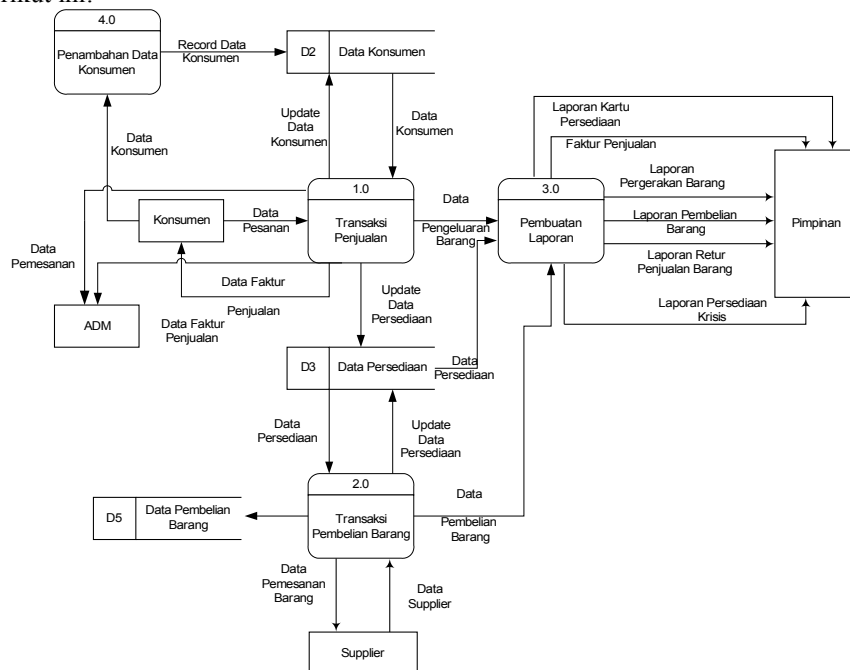 4.0
Penambahan Data
Konsumen
Record Data
Konsumen
D2
Data Konsumen
Data
Konsumen
Update
Data
Konsumen
Data
Konsumen
Laporan Kartu
Persediaan
Faktur Penjualan
Laporan
Pergerakan Barang
Laporan Pembelian
Barang
Laporan Retur
Penjualan Barang
Laporan Persediaan
Krisis
Pimpinan
1.0
Transaksi
Penjualan
Data
Pengeluaran
Barang
3.0
Pembuatan
Laporan
Konsumen
Data
Pesanan
Data
Pemesanan
Data Faktur
Penjualan
ADM
Data Faktur
Penjualan
Update
Data
Persediaan
D3
Data Persediaan
Data
Persediaan
Data
Persediaan
Update
Data
Persediaan
2.0
Transaksi
Pembelian Barang
Data
Pembelian
Barang
D5
Data Pembelian
Barang
Data
Pemesanan
Barang
Data
Supplier
Supplier